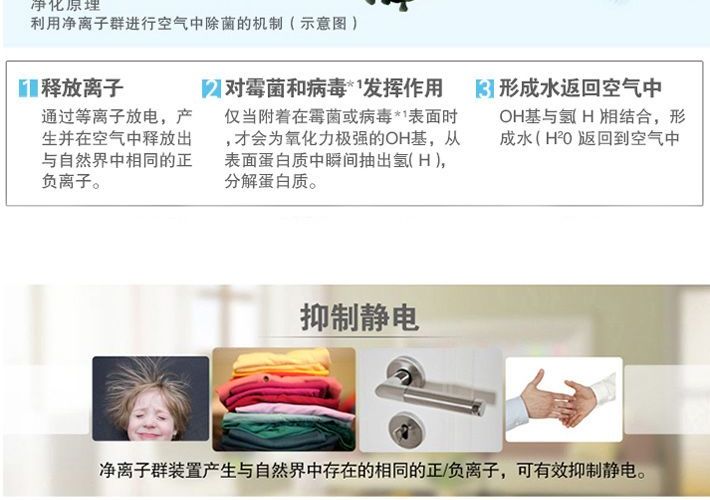 净化原理
利用净离子群进行空气中除菌的机制（示意图）
1 释放离子
通过等离子放电，产
生并在空气中释放出
与自然界中相同的正
负离子。
2 对霉菌和病毒*1发挥作用
仅当附着在霉菌或病毒*1表面时
，才会为氧化力极强的OH基，从
表面蛋白质中瞬间抽出氢( H )，
分解蛋白质。
3 形成水返回空气中
OH基与氢( H )相结合，形
成水( H²0 )返回到空气中
抑制静电
净离子群装置产生与自然界中存在的相同的正/负离子，可有效抑制静电。